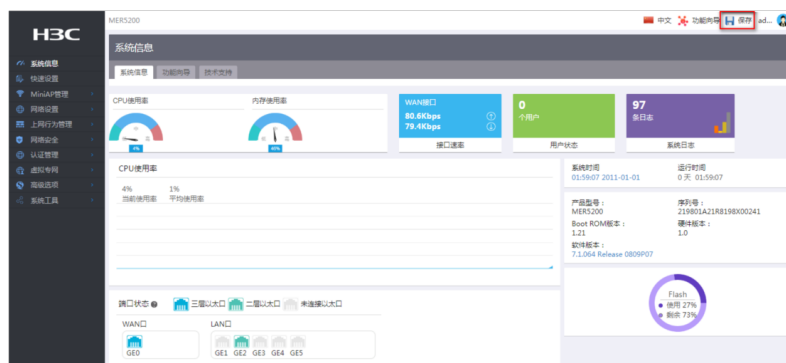 MER5200
中文
功能向导
保存
ad...
H3C
系统信息
快速设置
MiniAP管理
网络设置
上网行为管理
网络安全
认证管理
虚拟专网
高级选项
系统工具
系统信息
系统信息
功能向导
技术支持
CPU使用率
内存使用率
4%
46%
WAN接口
80.6Kbps
79.4Kbps
接口速率
0
个用户
用户状态
97
条日志
系统日志
CPU使用率
4%
当前使用率
1%
平均使用率
系统时间
01:59:07 2011-01-01
运行时间
0 天 01:59:07
产品型号：
MER5200
序列号：
219801A21R8198X00241
Boot ROM版本：
1.21
硬件版本：
1.0
软件版本：
7.1.064 Release 0809P07
Flash
使用 27%
剩余 73%
端口状态
三层以太口
二层以太口
未连接以太口
WAN口
LAN口
GE0
GE1 GE2 GE3 GE4 GE5